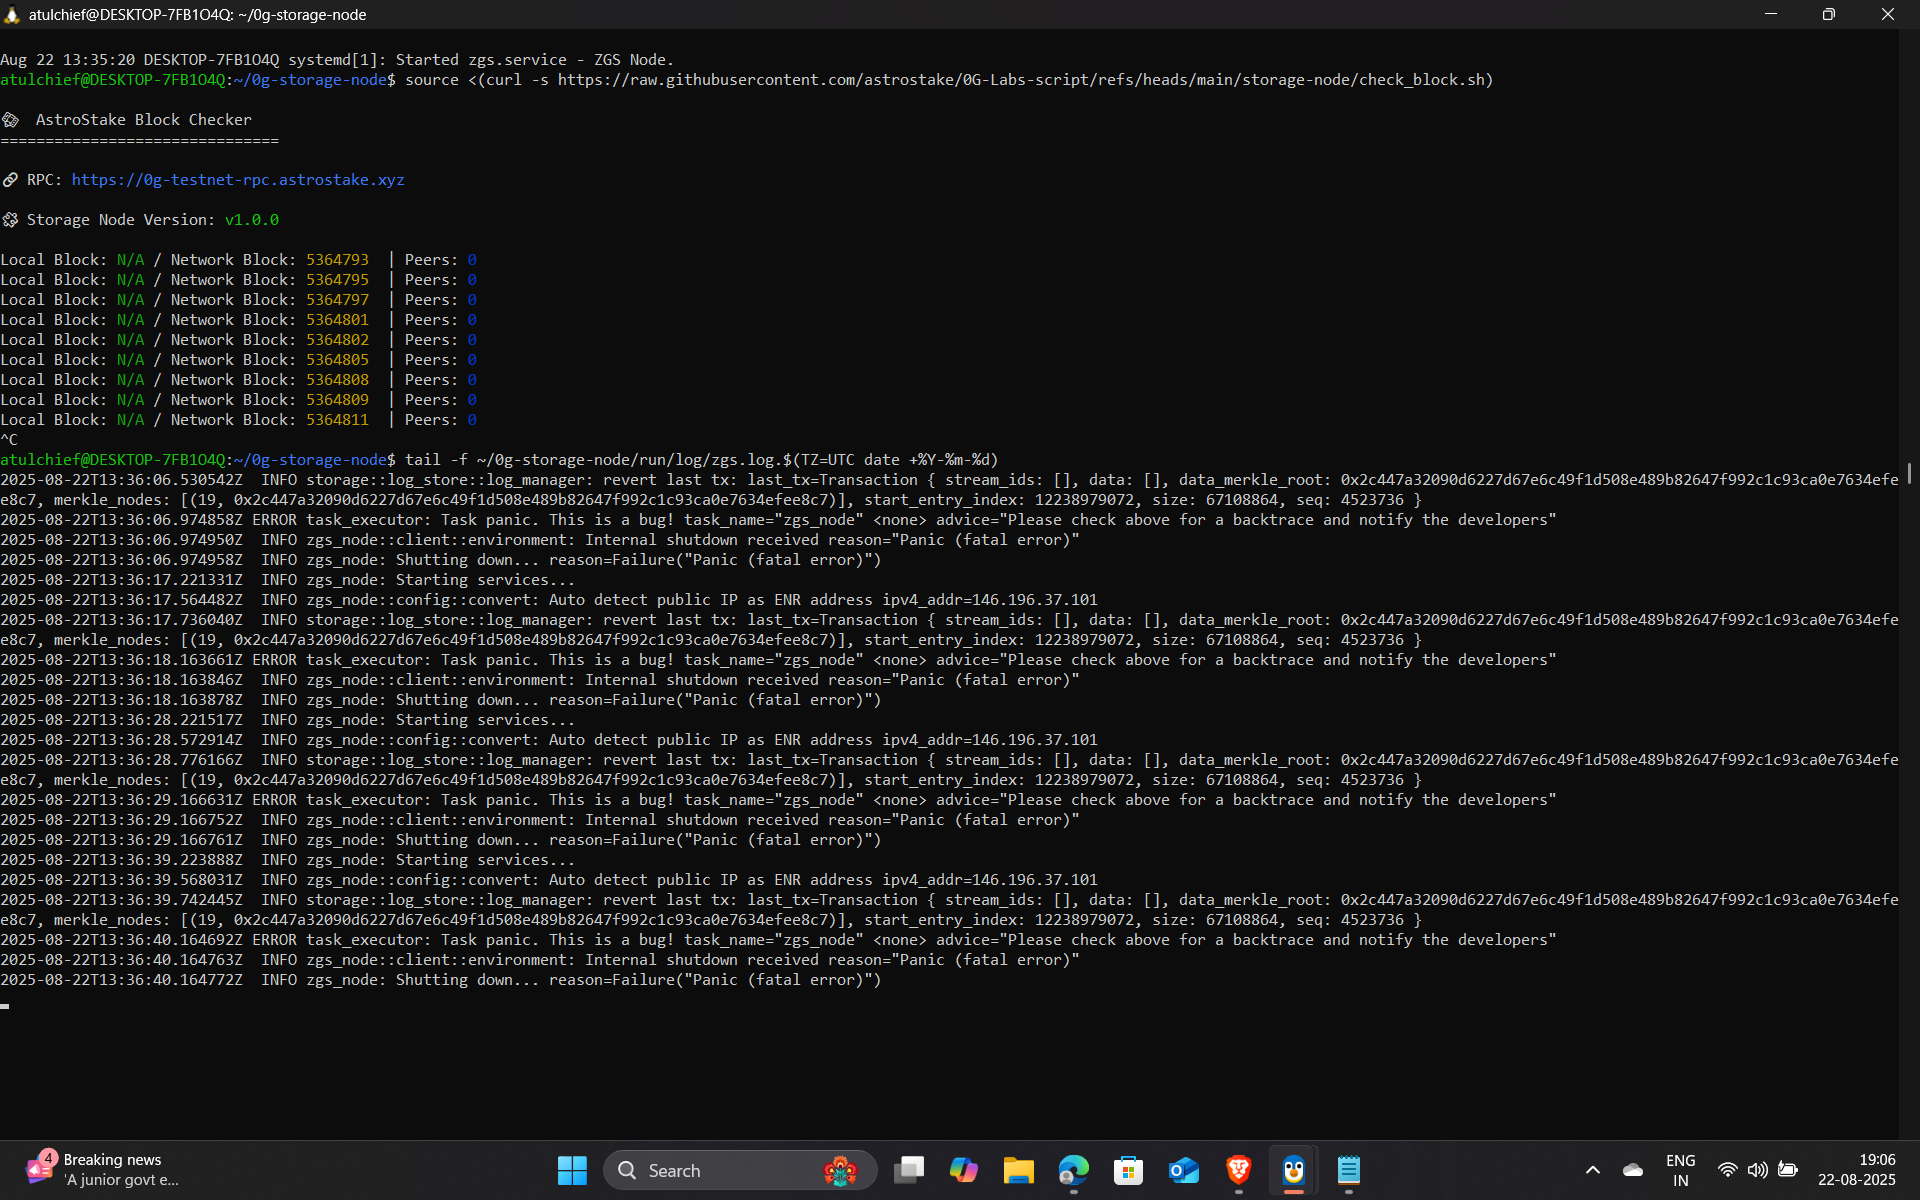 atulchief@DESKTOP-7FB1O4Q: ~/0g-storage-node
Aug 22 13:35:20 DESKTOP-7FB1O4Q systemd[1]: Started zgs.service - ZGS Node.
atulchief@DESKTOP-7FB1O4Q:~/0g-storage-node$ source <(curl -s https://raw.githubusercontent.com/astrostake/0G-Labs-script/refs/heads/main/storage-node/check_block.sh)
AstroStake Block Checker
===============================
RPC: https://0g-testnet-rpc.astrostake.xyz
Storage Node Version: v1.0.0
Local Block: N/A / Network Block: 5364793 | Peers: 0
Local Block: N/A / Network Block: 5364795 | Peers: 0
Local Block: N/A / Network Block: 5364797 | Peers: 0
Local Block: N/A / Network Block: 5364801 | Peers: 0
Local Block: N/A / Network Block: 5364802 | Peers: 0
Local Block: N/A / Network Block: 5364805 | Peers: 0
Local Block: N/A / Network Block: 5364808 | Peers: 0
Local Block: N/A / Network Block: 5364809 | Peers: 0
Local Block: N/A / Network Block: 5364811 | Peers: 0
^C
atulchief@DESKTOP-7FB1O4Q:~/0g-storage-node$ tail -f ~/0g-storage-node/run/log/zgs.log.$(TZ=UTC date +%Y-%m-%d)
2025-08-22T13:36:06.530542Z  INFO storage::log_store::log_manager: revert last tx: last_tx=Transaction { stream_ids: [], data: [], data_merkle_root: 0x2c447a32090d6227d67e6c49f1d508e489b82647f992c1c93ca0e7634efe
e8c7, merkle_nodes: [(19, 0x2c447a32090d6227d67e6c49f1d508e489b82647f992c1c93ca0e7634efee8c7)], start_entry_index: 12238979072, size: 67108864, seq: 4523736 }
2025-08-22T13:36:06.974858Z ERROR task_executor: Task panic. This is a bug! task_name="zgs_node" <none> advice="Please check above for a backtrace and notify the developers"
2025-08-22T13:36:06.974950Z  INFO zgs_node::client::environment: Internal shutdown received reason="Panic (fatal error)"
2025-08-22T13:36:06.974958Z  INFO zgs_node: Shutting down... reason=Failure("Panic (fatal error)")
2025-08-22T13:36:17.221331Z  INFO zgs_node: Starting services...
2025-08-22T13:36:17.564482Z  INFO zgs_node::config::convert: Auto detect public IP as ENR address ipv4_addr=146.196.37.101
2025-08-22T13:36:17.736040Z  INFO storage::log_store::log_manager: revert last tx: last_tx=Transaction { stream_ids: [], data: [], data_merkle_root: 0x2c447a32090d6227d67e6c49f1d508e489b82647f992c1c93ca0e7634efe
e8c7, merkle_nodes: [(19, 0x2c447a32090d6227d67e6c49f1d508e489b82647f992c1c93ca0e7634efee8c7)], start_entry_index: 12238979072, size: 67108864, seq: 4523736 }
2025-08-22T13:36:18.163661Z ERROR task_executor: Task panic. This is a bug! task_name="zgs_node" <none> advice="Please check above for a backtrace and notify the developers"
2025-08-22T13:36:18.163846Z  INFO zgs_node::client::environment: Internal shutdown received reason="Panic (fatal error)"
2025-08-22T13:36:18.163878Z  INFO zgs_node: Shutting down... reason=Failure("Panic (fatal error)")
2025-08-22T13:36:28.221517Z  INFO zgs_node: Starting services...
2025-08-22T13:36:28.572914Z  INFO zgs_node::config::convert: Auto detect public IP as ENR address ipv4_addr=146.196.37.101
2025-08-22T13:36:28.776166Z  INFO storage::log_store::log_manager: revert last tx: last_tx=Transaction { stream_ids: [], data: [], data_merkle_root: 0x2c447a32090d6227d67e6c49f1d508e489b82647f992c1c93ca0e7634efe
e8c7, merkle_nodes: [(19, 0x2c447a32090d6227d67e6c49f1d508e489b82647f992c1c93ca0e7634efee8c7)], start_entry_index: 12238979072, size: 67108864, seq: 4523736 }
2025-08-22T13:36:29.166631Z ERROR task_executor: Task panic. This is a bug! task_name="zgs_node" <none> advice="Please check above for a backtrace and notify the developers"
2025-08-22T13:36:29.166752Z  INFO zgs_node::client::environment: Internal shutdown received reason="Panic (fatal error)"
2025-08-22T13:36:29.166761Z  INFO zgs_node: Shutting down... reason=Failure("Panic (fatal error)")
2025-08-22T13:36:39.223888Z  INFO zgs_node: Starting services...
2025-08-22T13:36:39.568031Z  INFO zgs_node::config::convert: Auto detect public IP as ENR address ipv4_addr=146.196.37.101
2025-08-22T13:36:39.742445Z  INFO storage::log_store::log_manager: revert last tx: last_tx=Transaction { stream_ids: [], data: [], data_merkle_root: 0x2c447a32090d6227d67e6c49f1d508e489b82647f992c1c93ca0e7634efe
e8c7, merkle_nodes: [(19, 0x2c447a32090d6227d67e6c49f1d508e489b82647f992c1c93ca0e7634efee8c7)], start_entry_index: 12238979072, size: 67108864, seq: 4523736 }
2025-08-22T13:36:40.164692Z ERROR task_executor: Task panic. This is a bug! task_name="zgs_node" <none> advice="Please check above for a backtrace and notify the developers"
2025-08-22T13:36:40.164763Z  INFO zgs_node::client::environment: Internal shutdown received reason="Panic (fatal error)"
2025-08-22T13:36:40.164772Z  INFO zgs_node: Shutting down... reason=Failure("Panic (fatal error)")
4
Breaking news
'A junior govt e...
Search
ENG
IN
19:06
22-08-2025